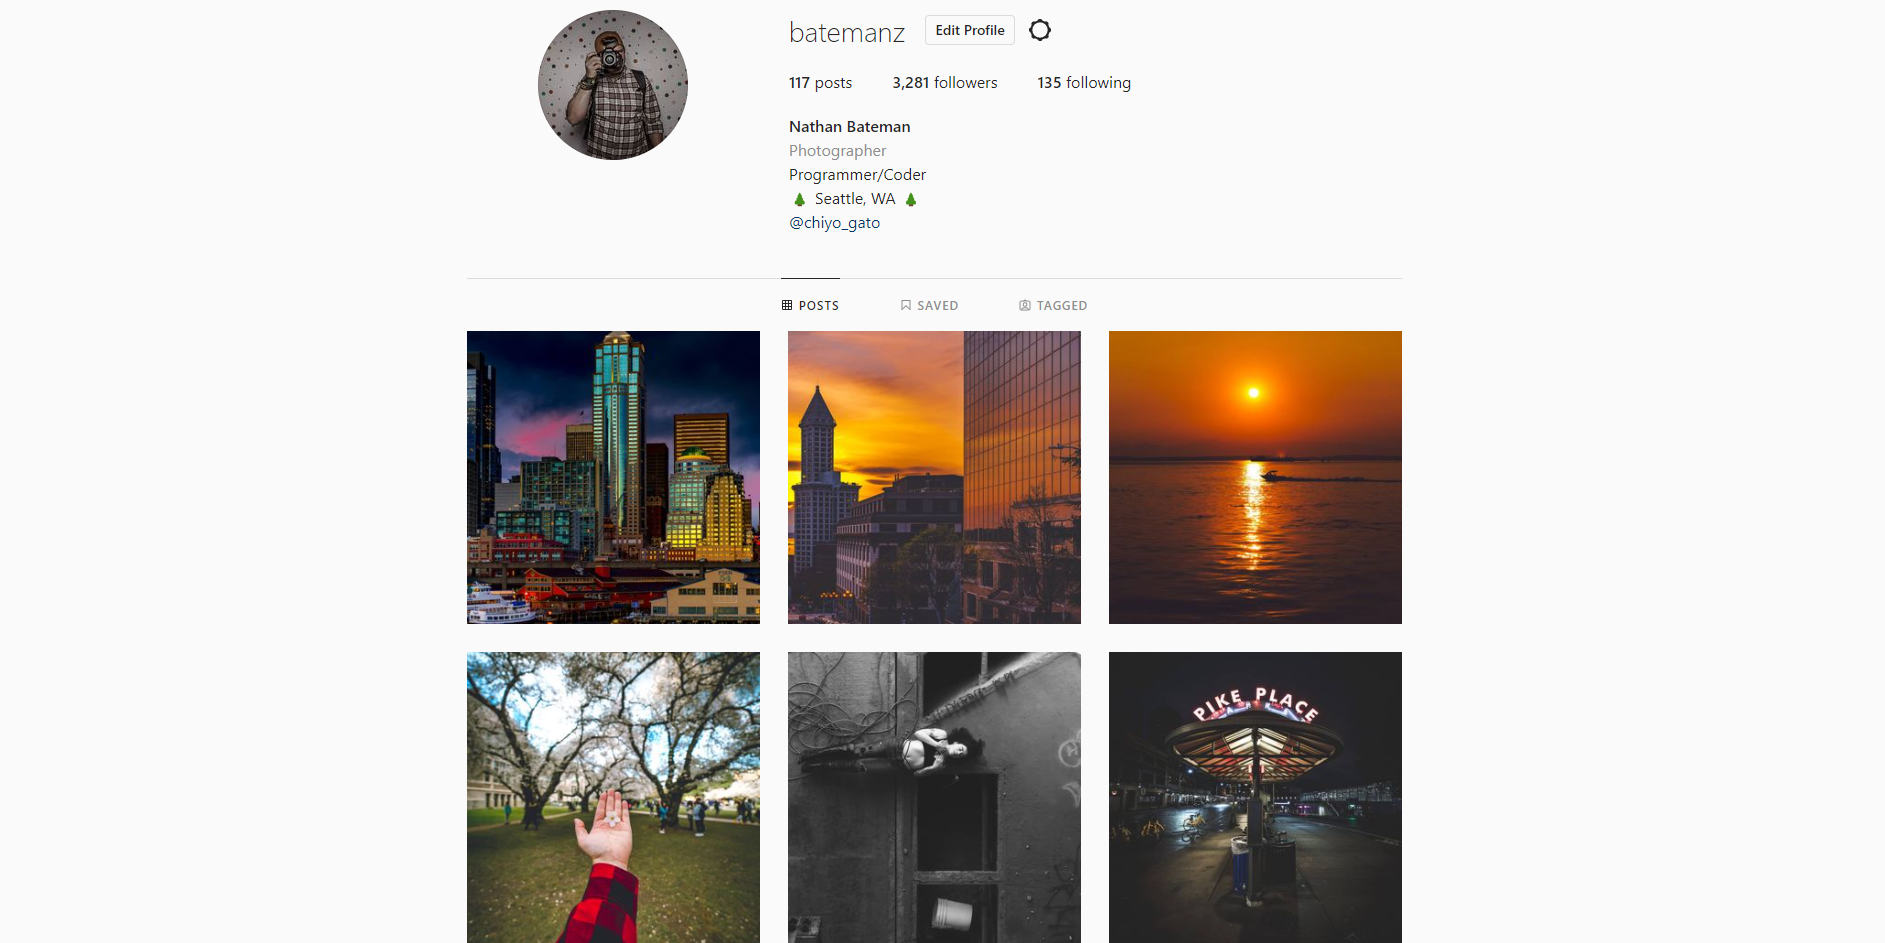 batemanz Edit Profile
117 posts 3,281 followers 135 following
Nathan Bateman
Photographer
Programmer/Coder
🌲 Seattle, WA 🌲
@chiyo_gato
POSTS SAVED TAGGED
PIKE PLACE